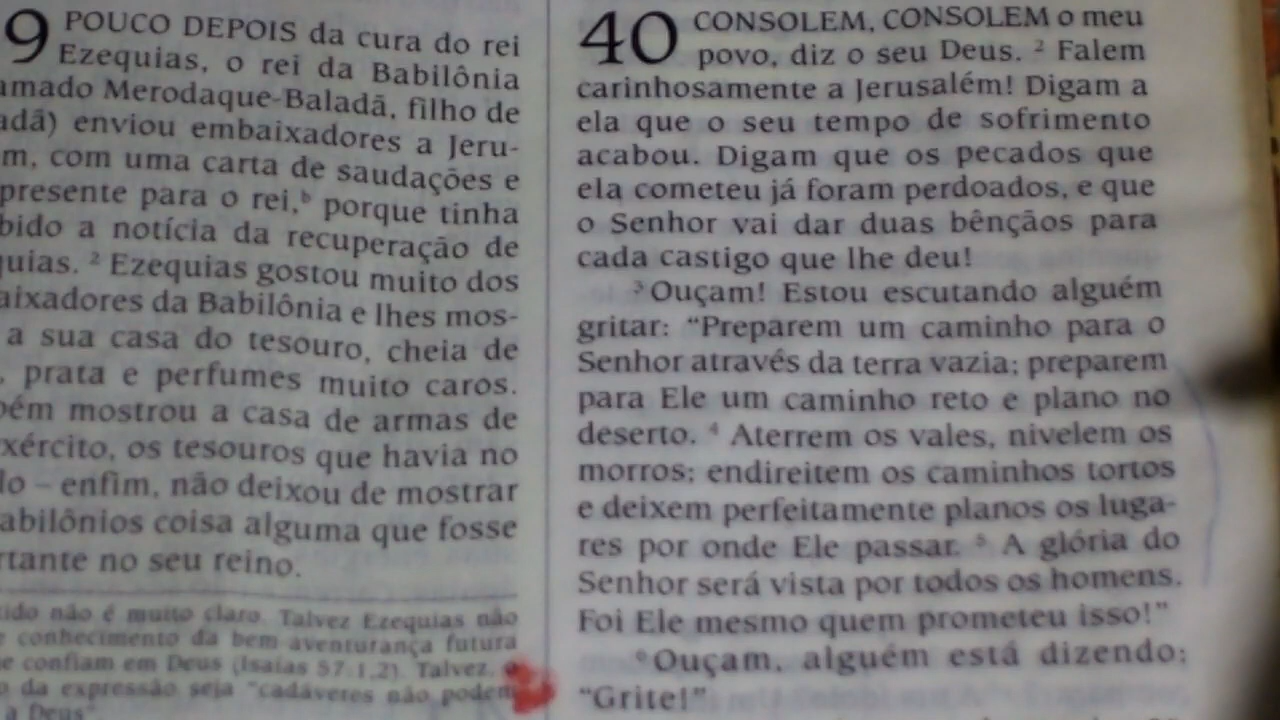 9 POUCO DEPOIS da cura do rei
Ezequias, o rei da Babilônia
amado Merodaque-Baladã, filho de
adã) enviou embaixadores a Jeru-
m, com uma carta de saudações e
presente para o rei,ᵇ porque tinha
bido a notícia da recuperação de
quias. ² Ezequias gostou muito dos
aixadores da Babilônia e lhes mos-
a sua casa do tesouro, cheia de
, prata e perfumes muito caros.
bém mostrou a casa de armas de
xército, os tesouros que havia no
lo – enfim, não deixou de mostrar
abilônios coisa alguma que fosse
rtante no seu reino.
ido não é muito claro. Talvez Ezequias não
e conhecimento da bem aventurança futura
e confiam em Deus (Isaías 57:1,2). Talvez, o
o da expressão seja "cadáveres não podem
a Deus".
40 CONSOLEM, CONSOLEM o meu
povo, diz o seu Deus. ² Falem
carinhosamente a Jerusalém! Digam a
ela que o seu tempo de sofrimento
acabou. Digam que os pecados que
ela cometeu já foram perdoados, e que
o Senhor vai dar duas bênçãos para
cada castigo que lhe deu!
³ Ouçam! Estou escutando alguém
gritar: “Preparem um caminho para o
Senhor através da terra vazia; preparem
para Ele um caminho reto e plano no
deserto. ⁴ Aterrem os vales, nivelem os
morros; endireitem os caminhos tortos
e deixem perfeitamente planos os luga-
res por onde Ele passar. ⁵ A glória do
Senhor será vista por todos os homens.
Foi Ele mesmo quem prometeu isso!”
⁶ Ouçam, alguém está dizendo:
“Grite!”